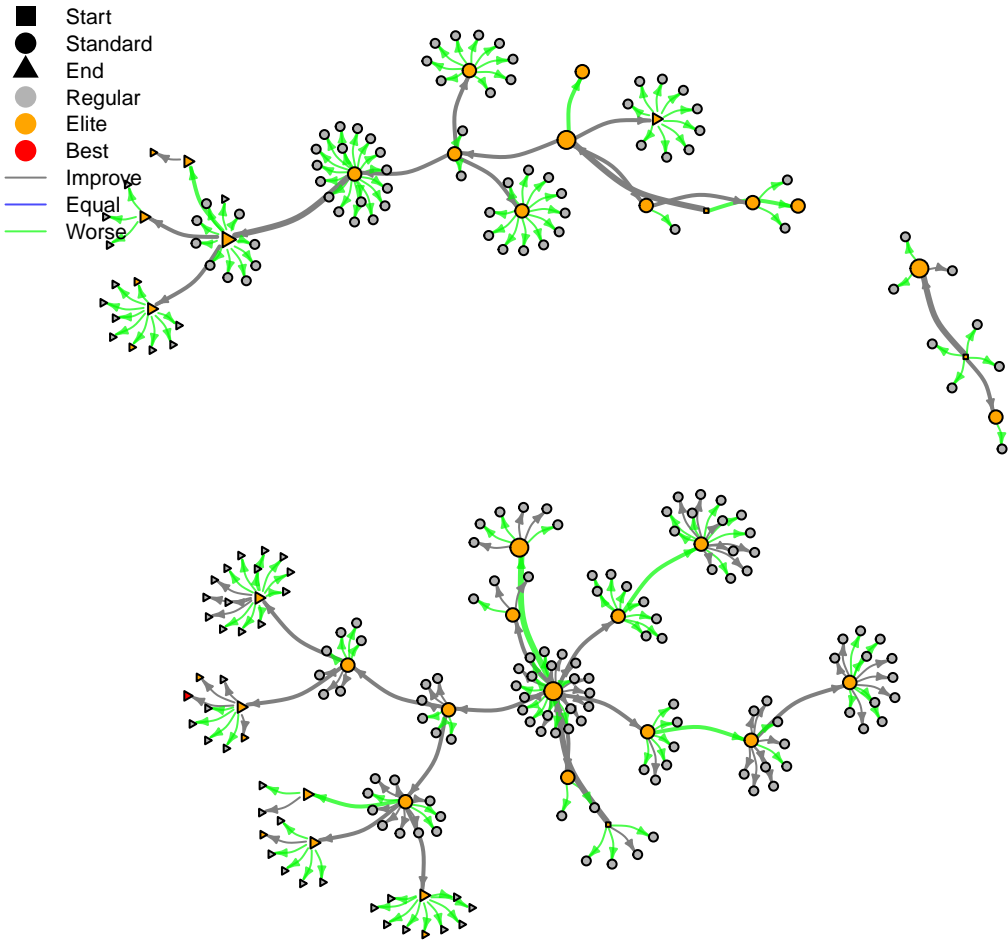 Start
Standard
End
Regular
Elite
Best
Improve
Equal
Worse